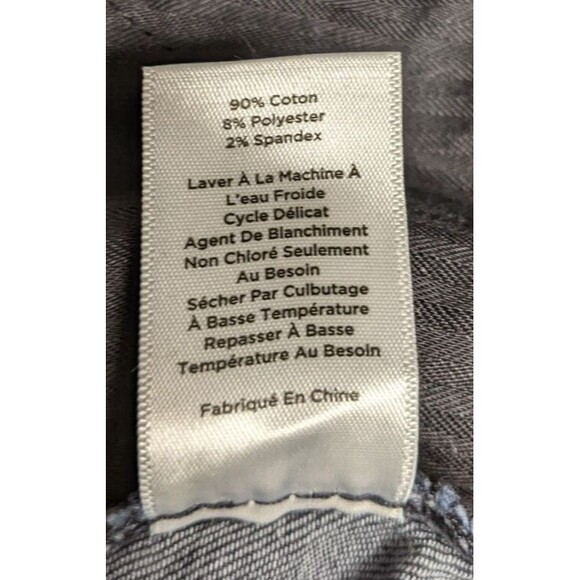 90% Coton
8% Polyester
2% Spandex
Laver À La Machine À
L'eau Froide
Cycle Délicat
Agent De Blanchiment
Non Chloré Seulement
Au Besoin
Sécher Par Culbutage
À Basse Température
Repasser À Basse
Température Au Besoin
Fabriqué En Chine